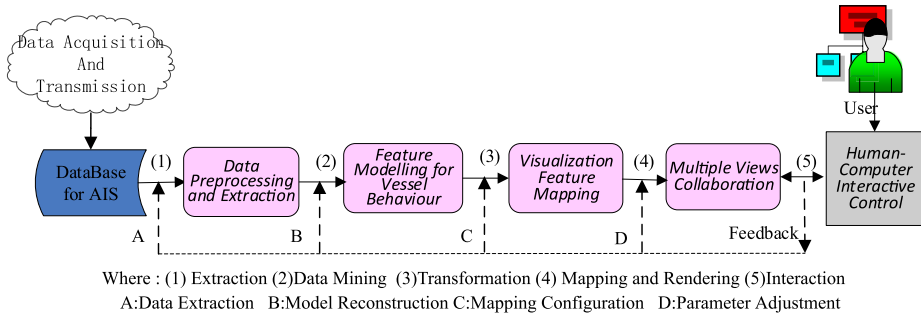 Data Acquisition
And
Transmission
User
DataBase
for AIS
(1)
Data
Preprocessing
and Extraction
(2)
Feature
Modelling for
Vessel
Behaviour
(3)
Visualization
Feature
Mapping
(4)
Multiple Views
Collaboration
(5)
Human-
Computer
Interactive
Control
A
B
C
D
Feedback
Where : (1) Extraction (2)Data Mining (3)Transformation (4) Mapping and Rendering (5)Interaction
A:Data Extraction B:Model Reconstruction C:Mapping Configuration D:Parameter Adjustment